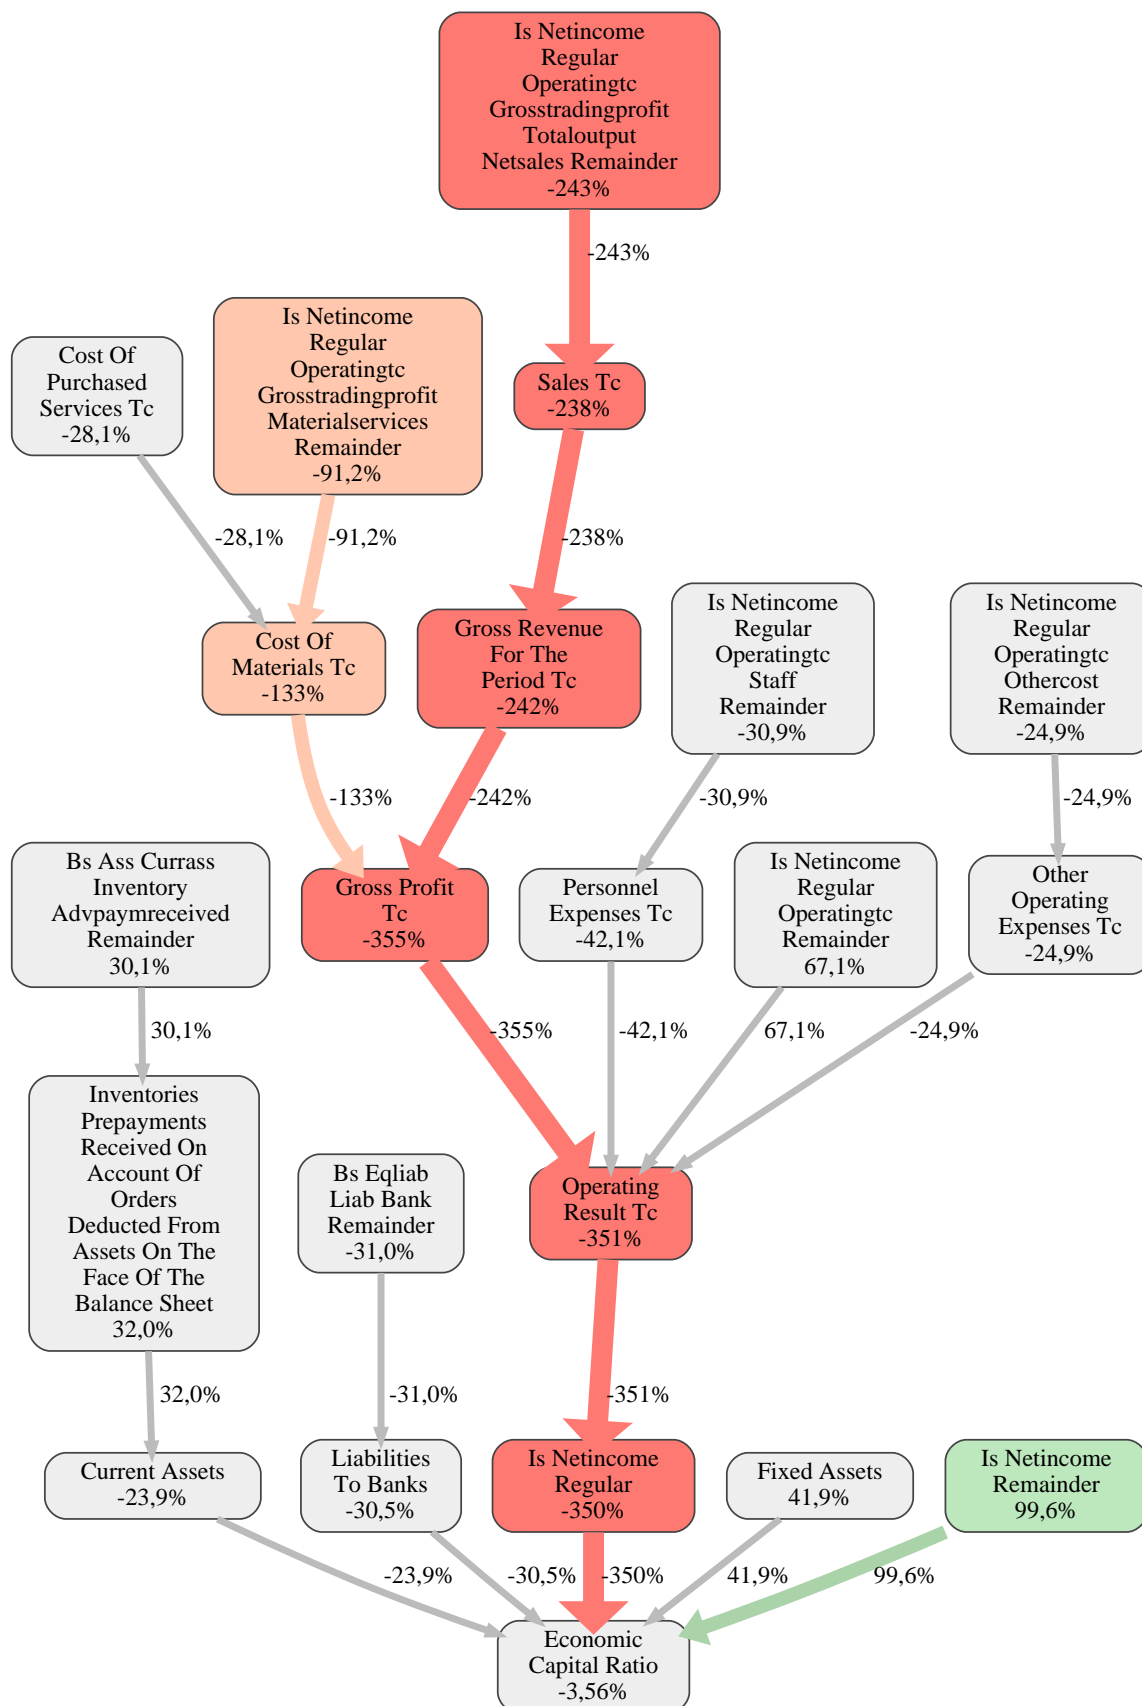 Is Netincome
Regular
Operatingtc
Grosstradingprofit
Totaloutput
Netsales Remainder
-243%
-243%
Cost Of
Purchased
Services Tc
-28,1%
Is Netincome
Regular
Operatingtc
Grosstradingprofit
Materialservices
Remainder
-91,2%
Sales Tc
-238%
-28,1%
-91,2%
-238%
Cost Of
Materials Tc
-133%
Gross Revenue
For The
Period Tc
-242%
Is Netincome
Regular
Operatingtc
Staff
Remainder
-30,9%
Is Netincome
Regular
Operatingtc
Othercost
Remainder
-24,9%
-133%
-242%
-30,9%
-24,9%
Bs Ass Currass
Inventory
Advpaymreceived
Remainder
30,1%
Gross Profit
Tc
-355%
Personnel
Expenses Tc
-42,1%
Is Netincome
Regular
Operatingtc
Remainder
67,1%
Other
Operating
Expenses Tc
-24,9%
30,1%
-355%
-42,1%
67,1%
-24,9%
Inventories
Prepayments
Received On
Account Of
Orders
Deducted From
Assets On The
Face Of The
Balance Sheet
32,0%
Bs Eqliab
Liab Bank
Remainder
-31,0%
Operating
Result Tc
-351%
32,0%
-31,0%
-351%
Current Assets
-23,9%
Liabilities
To Banks
-30,5%
Is Netincome
Regular
-350%
Fixed Assets
41,9%
Is Netincome
Remainder
99,6%
-23,9%
-30,5%
-350%
41,9%
99,6%
Economic
Capital Ratio
-3,56%